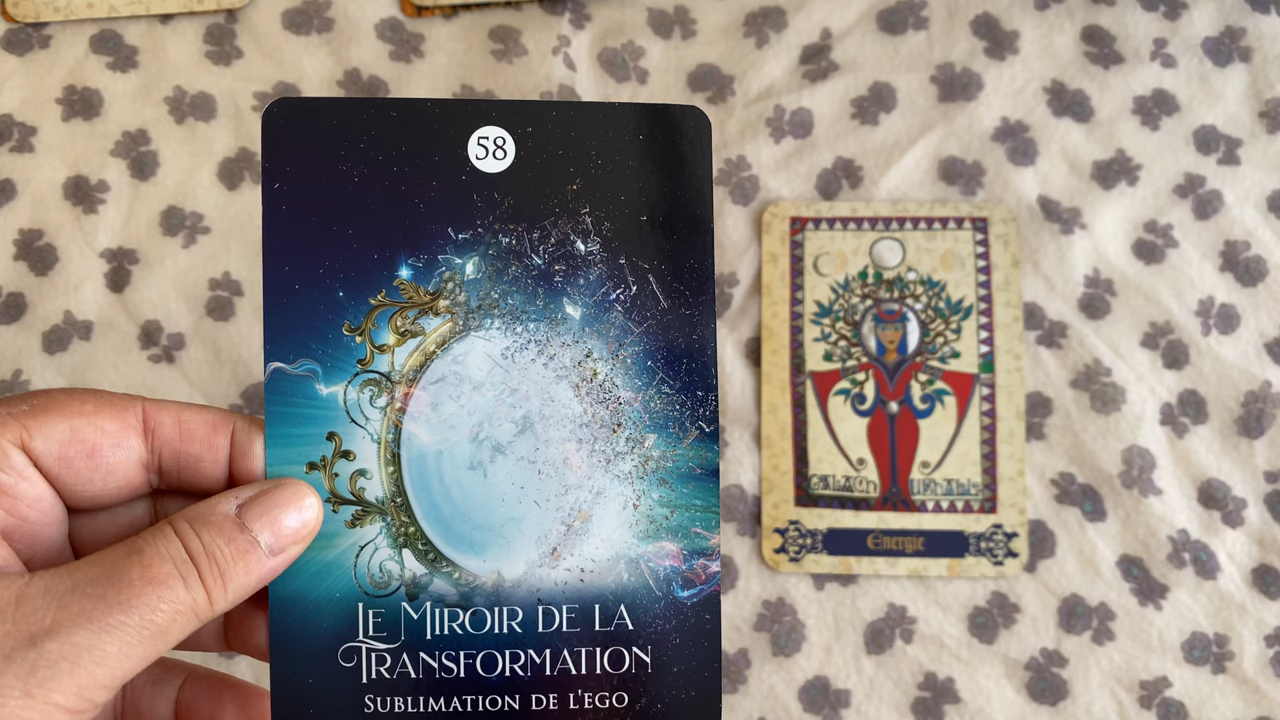 58
LE MIROIR DE LA
TRANSFORMATION
SUBLIMATION DE L'EGO
Energie